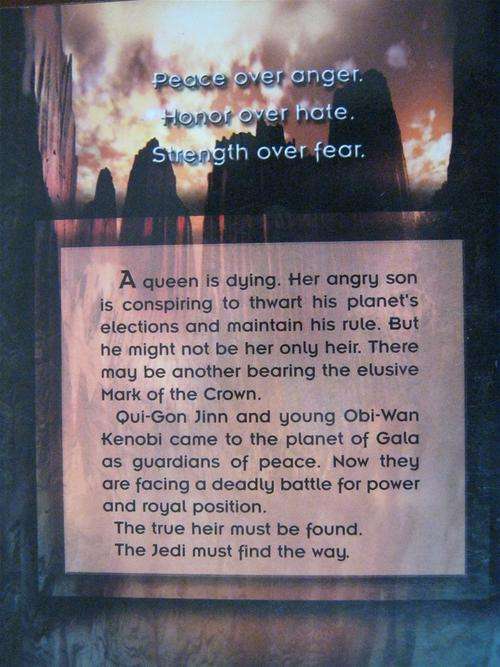 Peace over anger.
Honor over hate.
Strength over fear.
A queen is dying. Her angry son
is conspiring to thwart his planet's
elections and maintain his rule. But
he might not be her only heir. There
may be another bearing the elusive
Mark of the Crown.
Qui-Gon Jinn and young Obi-Wan
Kenobi came to the planet of Gala
as guardians of peace. Now they
are facing a deadly battle for power
and royal position.
The true heir must be found.
The Jedi must find the way.